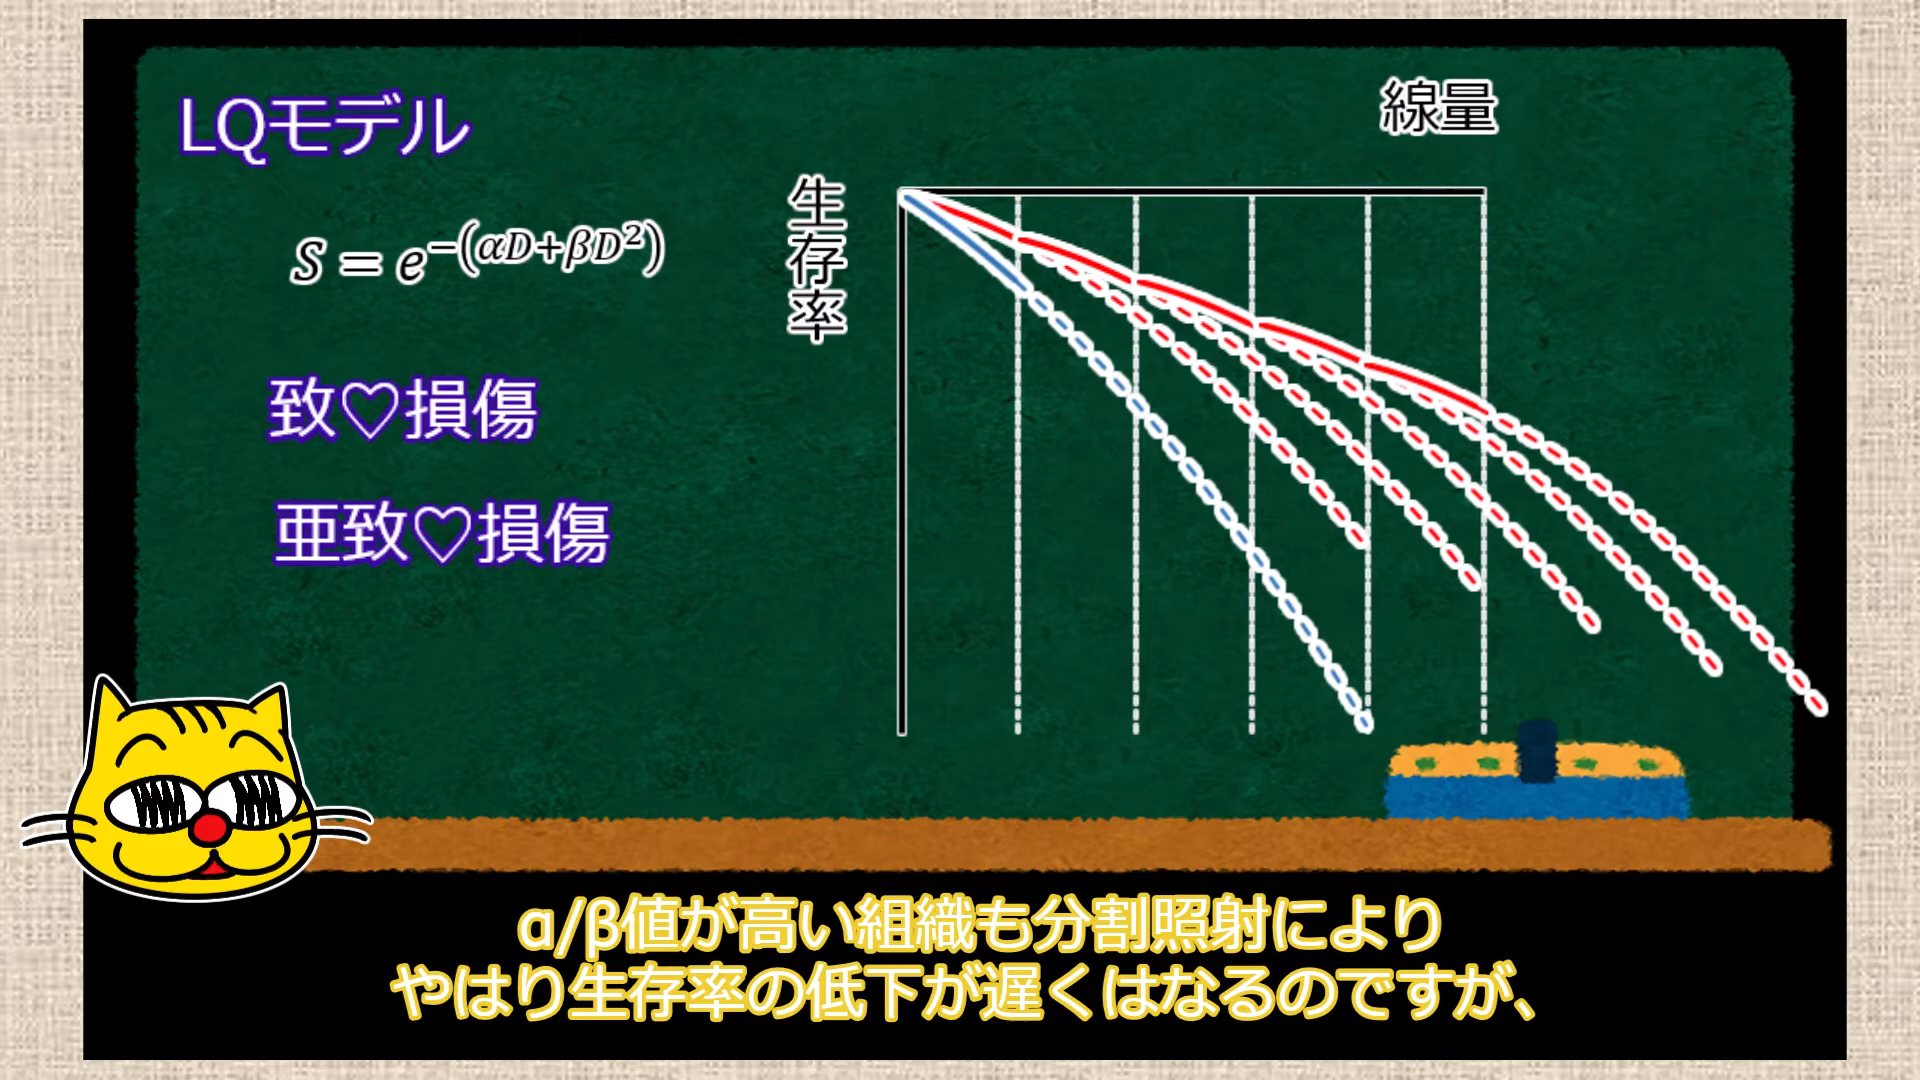 LQモデル
線量
生存率
S = e^{-(αD+βD²)}
致♡損傷
亜致♡損傷
α/β値が高い組織も分割照射により
やはり生存率の低下が遅くはなるのですが、